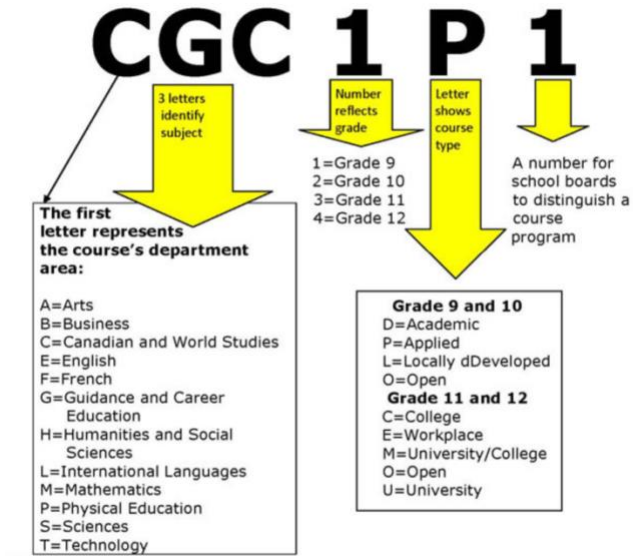 CGC 1 P 1
3 letters
identify
subject
Number
reflects
grade
Letter
shows
course
type
1=Grade 9
2=Grade 10
3=Grade 11
4=Grade 12
A number for
school boards
to distinguish a
course
program
The first
letter represents
the course's department
area:
A=Arts
B=Business
C=Canadian and World Studies
E=English
F=French
G=Guidance and Career
Education
H=Humanities and Social
Sciences
L=International Languages
M=Mathematics
P=Physical Education
S=Sciences
T=Technology
Grade 9 and 10
D=Academic
P=Applied
L=Locally dDeveloped
O=Open
Grade 11 and 12
C=College
E=Workplace
M=University/College
O=Open
U=University